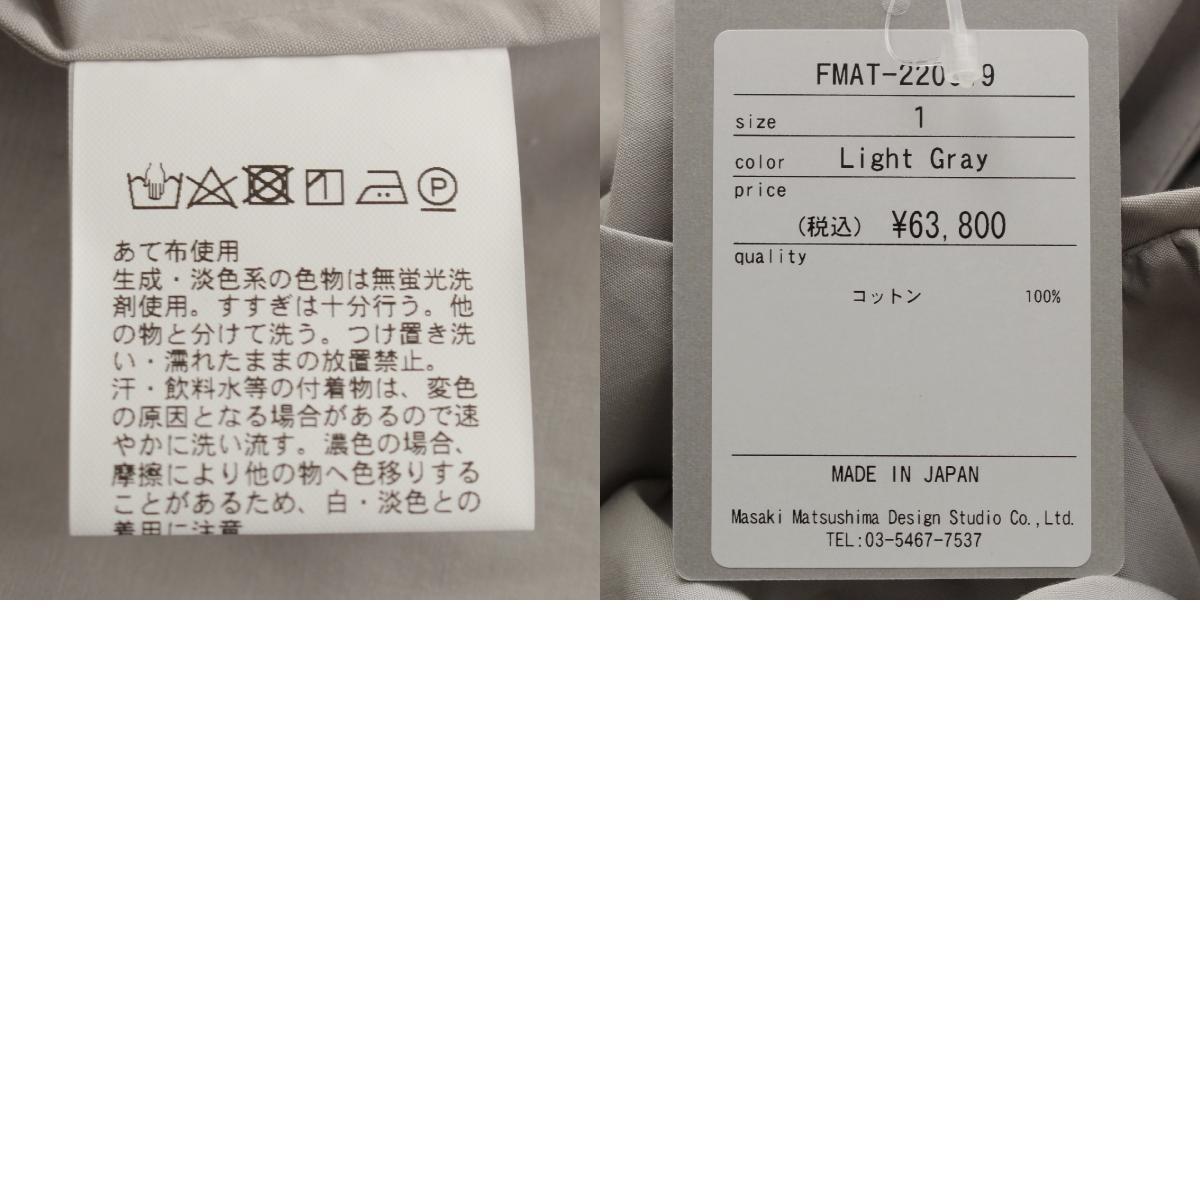 あて布使用
生成・淡色系の色物は無蛍光洗
剤使用。すすぎは十分行う。他
の物と分けて洗う。つけ置き洗
い・濡れたままの放置禁止。
汗・飲料水等の付着物は、変色
の原因となる場合があるので速
やかに洗い流す。濃色の場合、
摩擦により他の物へ色移りする
ことがあるため、白・淡色との
着用に注意
P
size 1
color Light Gray
price
(税込) ¥63,800
quality
コットン 100%
MADE IN JAPAN
Masaki Matsushima Design Studio Co.,Ltd.
TEL:03-5467-7537